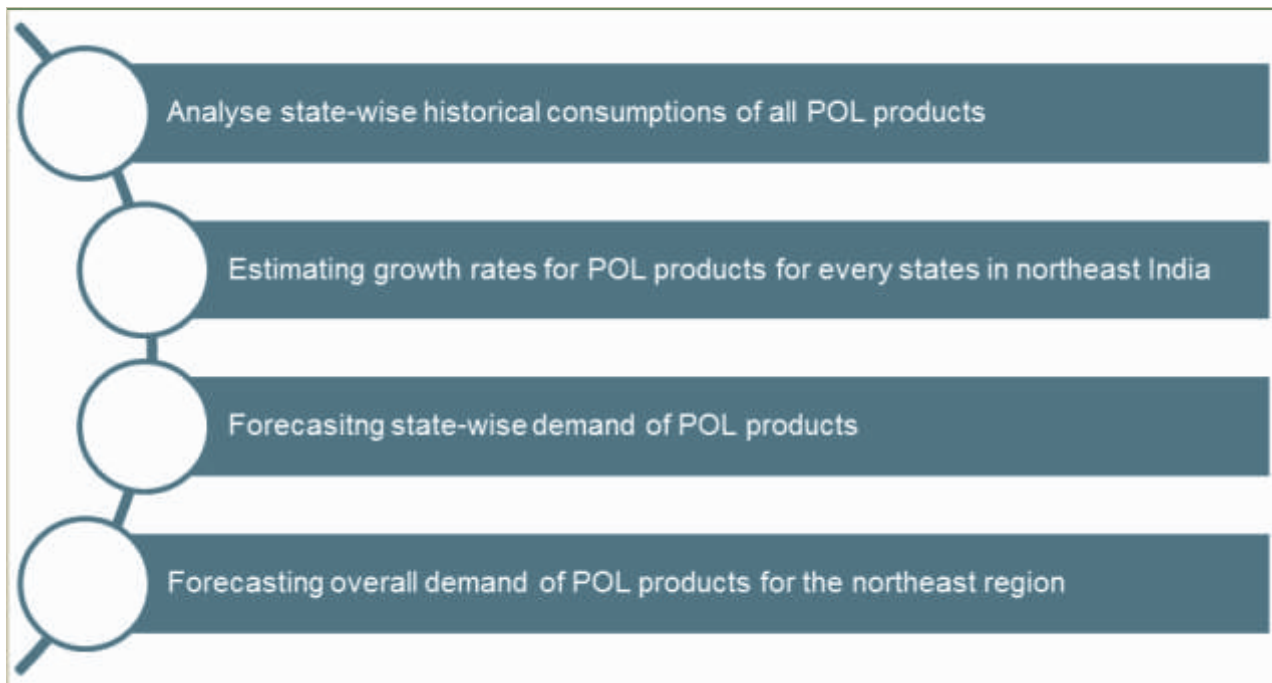 Analyse state-wise historical consumptions of all POL products
Estimating growth rates for POL products for every states in northeast India
Forecasitng state-wise demand of POL products
Forecasting overall demand of POL products for the northeast region